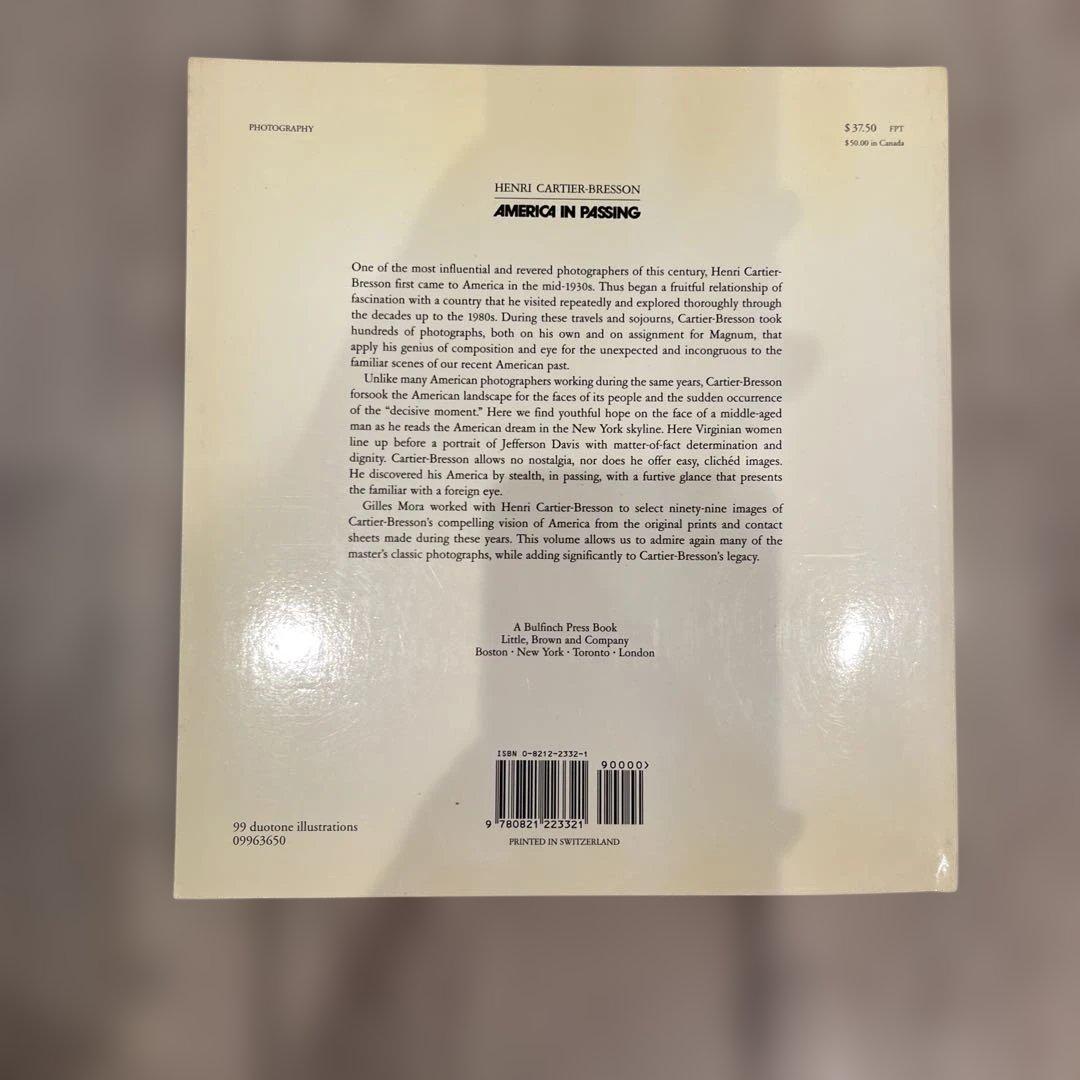 PHOTOGRAPHY
$37.50 FPT
$50.00 in Canada
HENRI CARTIER-BRESSON
AMERICA IN PASSING
One of the most influential and revered photographers of this century, Henri Cartier-
Bresson first came to America in the mid-1930s. Thus began a fruitful relationship of
fascination with a country that he visited repeatedly and explored thoroughly through
the decades up to the 1980s. During these travels and sojourns, Cartier-Bresson took
hundreds of photographs, both on his own and on assignment for Magnum, that
apply his genius of composition and eye for the unexpected and incongruous to the
familiar scenes of our recent American past.
Unlike many American photographers working during the same years, Cartier-Bresson
forsook the American landscape for the faces of its people and the sudden occurrence
of the “decisive moment.” Here we find youthful hope on the face of a middle-aged
man as he reads the American dream in the New York skyline. Here Virginian women
line up before a portrait of Jefferson Davis with matter-of-fact determination and
dignity. Cartier-Bresson allows no nostalgia, nor does he offer easy, clichéd images.
He discovered his America by stealth, in passing, with a furtive glance that presents
the familiar with a foreign eye.
Gilles Mora worked with Henri Cartier-Bresson to select ninety-nine images of
Cartier-Bresson’s compelling vision of America from the original prints and contact
sheets made during these years. This volume allows us to admire again many of the
master’s classic photographs, while adding significantly to Cartier-Bresson’s legacy.
A Bulfinch Press Book
Little, Brown and Company
Boston · New York · Toronto · London
ISBN 0-8212-2332-1
90000>
9 780821 223321
PRINTED IN SWITZERLAND
99 duotone illustrations
09963650